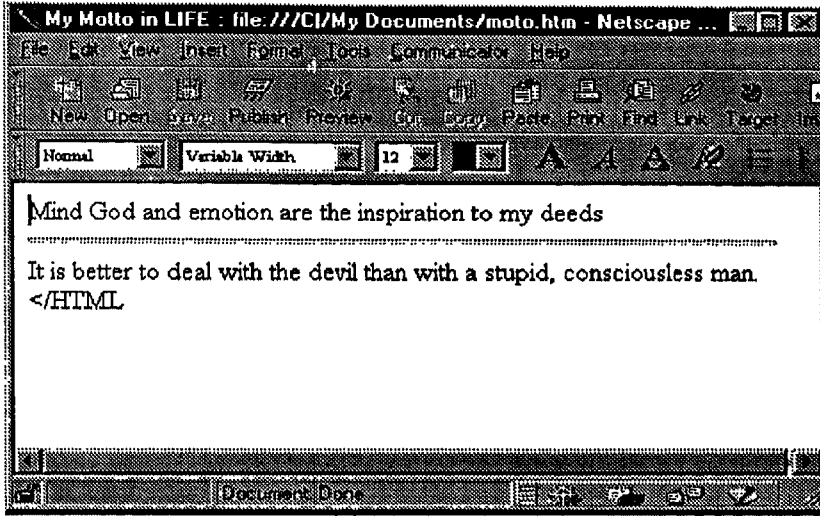 My Motto in LIFE : file:///C|/My Documents/moto.htm - Netscape ...
File Edit View Insert Format Tools Communicator Help
New Open Save Publish Preview Cut Copy Paste Print Find Link Target
Normal Variable Width 12 A A A
Mind God and emotion are the inspiration to my deeds
It is better to deal with the devil than with a stupid, consciousless man.
</HTML
Document: Done